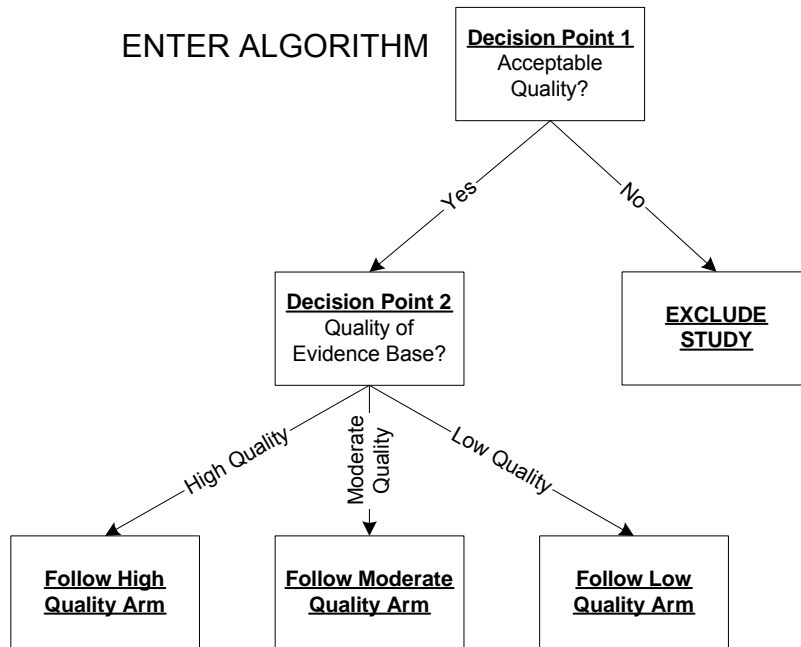 ENTER ALGORITHM
Decision Point 1
Acceptable
Quality?
Yes
No
Decision Point 2
Quality of
Evidence Base?
EXCLUDE
STUDY
High Quality
Moderate
Quality
Low Quality
Follow High
Quality Arm
Follow Moderate
Quality Arm
Follow Low
Quality Arm